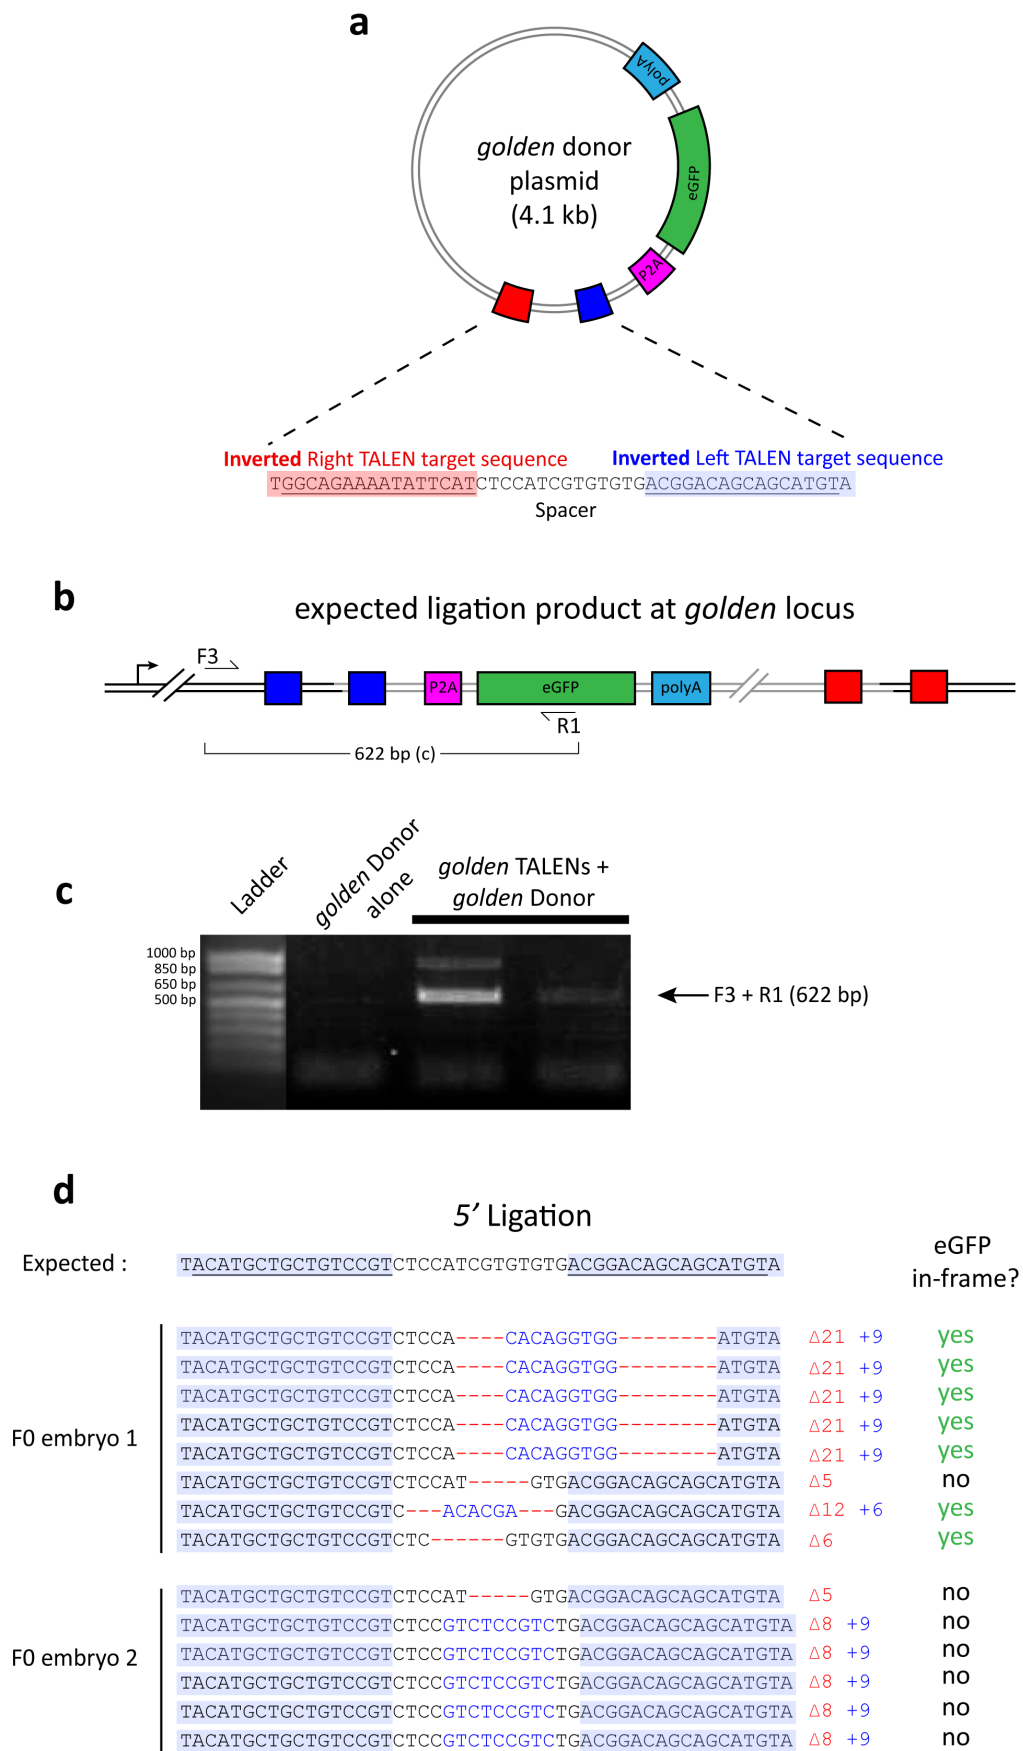 a
polyA
eGFP
P2A
golden donor
plasmid
(4.1 kb)
Inverted Right TALEN target sequence
Inverted Left TALEN target sequence
TGGCAGAAAATATTCATCTCCATCGTGTGTGACGGACAGCAGCATGTA
Spacer
b
expected ligation product at golden locus
F3
P2A
eGFP
polyA
R1
622 bp (c)
c
Ladder
golden Donor
alone
golden TALENs +
golden Donor
1000 bp
850 bp
650 bp
500 bp
F3 + R1 (622 bp)
d
5' Ligation
eGFP
in-frame?
Expected :
TACATGCTGCTGTCCGTCTCCATCGTGTGTGACGGACAGCAGCATGTA
F0 embryo 1
TACATGCTGCTGTCCGTCTCCA----CACAGGTGG--------ATGTA Δ21 +9 yes
TACATGCTGCTGTCCGTCTCCA----CACAGGTGG--------ATGTA Δ21 +9 yes
TACATGCTGCTGTCCGTCTCCA----CACAGGTGG--------ATGTA Δ21 +9 yes
TACATGCTGCTGTCCGTCTCCA----CACAGGTGG--------ATGTA Δ21 +9 yes
TACATGCTGCTGTCCGTCTCCA----CACAGGTGG--------ATGTA Δ21 +9 yes
TACATGCTGCTGTCCGTCTCCAT-----GTGACGGACAGCAGCATGTA Δ5 no
TACATGCTGCTGTCCGTC---ACACGA---GACGGACAGCAGCATGTA Δ12 +6 yes
TACATGCTGCTGTCCGTCTC------GTGTGACGGACAGCAGCATGTA Δ6 yes
F0 embryo 2
TACATGCTGCTGTCCGTCTCCAT-----GTGACGGACAGCAGCATGTA Δ5 no
TACATGCTGCTGTCCGTCTCCGTCTCCGTCTGACGGACAGCAGCATGTA Δ8 +9 no
TACATGCTGCTGTCCGTCTCCGTCTCCGTCTGACGGACAGCAGCATGTA Δ8 +9 no
TACATGCTGCTGTCCGTCTCCGTCTCCGTCTGACGGACAGCAGCATGTA Δ8 +9 no
TACATGCTGCTGTCCGTCTCCGTCTCCGTCTGACGGACAGCAGCATGTA Δ8 +9 no
TACATGCTGCTGTCCGTCTCCGTCTCCGTCTGACGGACAGCAGCATGTA Δ8 +9 no